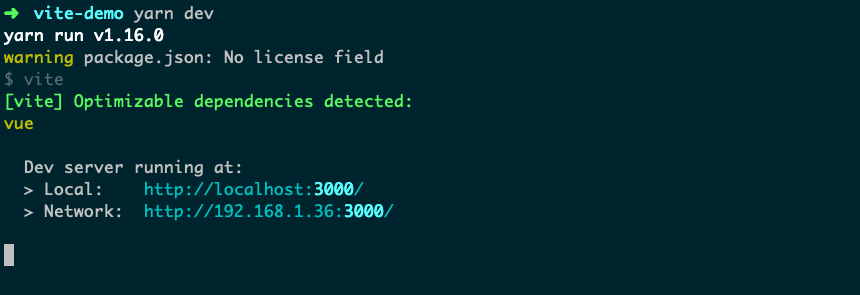 ➜ vite-demo yarn dev
yarn run v1.16.0
warning package.json: No license field
$ vite
[vite] Optimizable dependencies detected:
vue
Dev server running at:
> Local: http://localhost:3000/
> Network: http://192.168.1.36:3000/